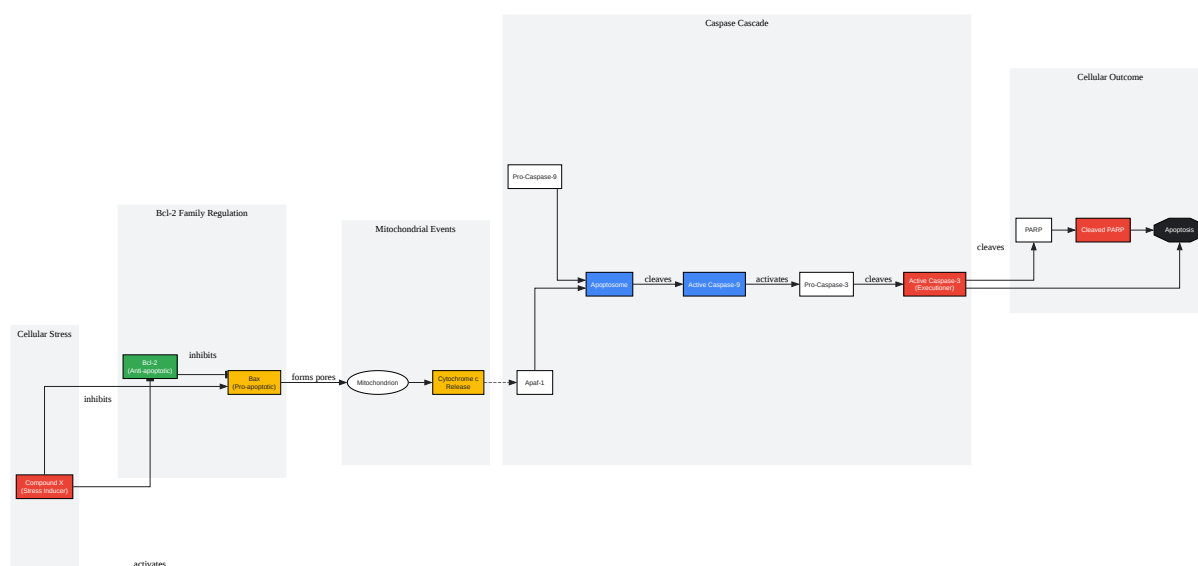 Caspase Cascade
Cellular Outcome
Pro-Caspase-9
Bcl-2 Family Regulation
Mitochondrial Events
PARP
Cleaved PARP
Apoptosis
cleaves
Apoptosome
cleaves
Active Caspase-9
activates
Pro-Caspase-3
cleaves
Active Caspase-3
(Executioner)
Cellular Stress
Bcl-2
(Anti-apoptotic)
inhibits
Bax
(Pro-apoptotic)
forms pores
Mitochondrion
Cytochrome c
Release
Apaf-1
inhibits
Compound X
(Stress Inducer)
activates